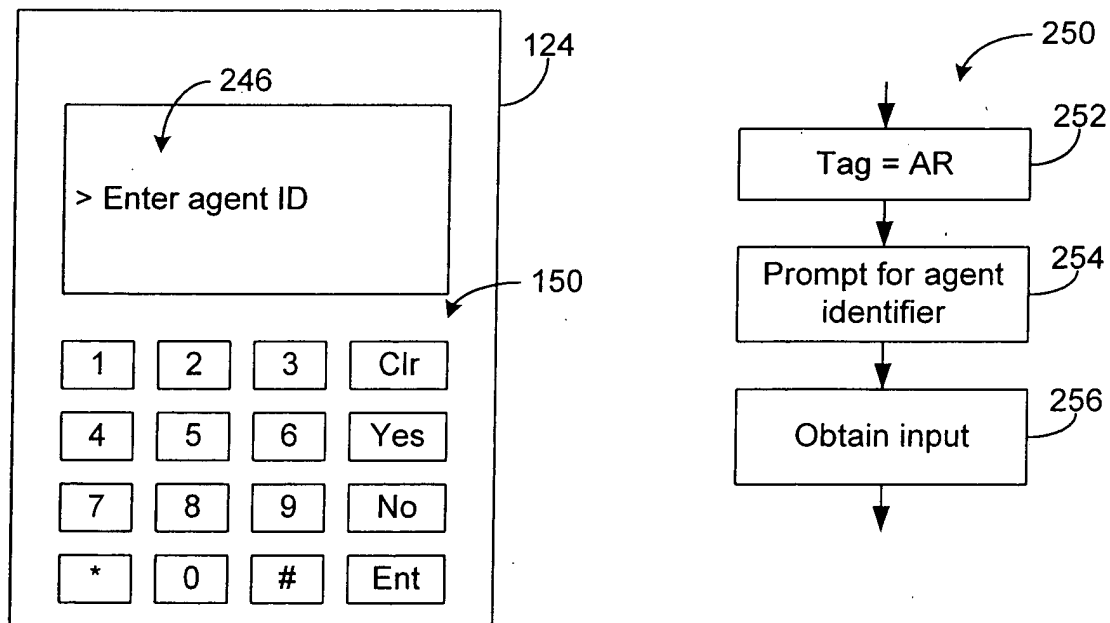 124
246
> Enter agent ID
150
1 2 3 Clr
4 5 6 Yes
7 8 9 No
* 0 # Ent
250
252
Tag = AR
254
Prompt for agent
identifier
256
Obtain input